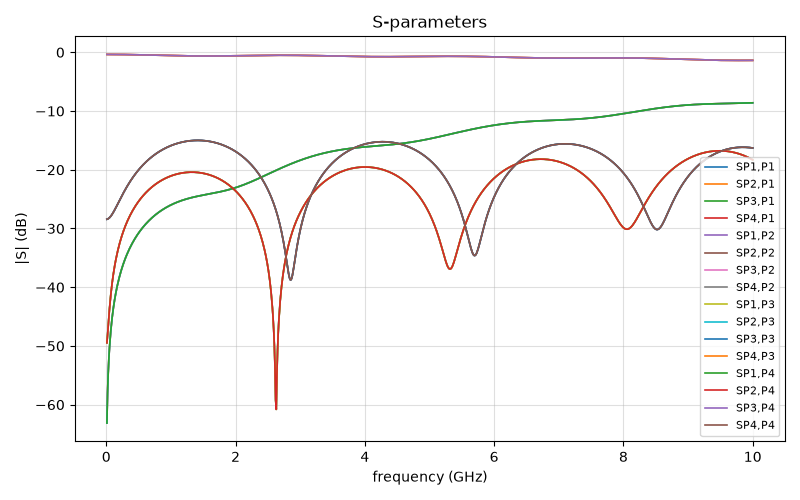 S-parameters
|S| (dB)
0
−10
−20
−30
−40
−50
−60
SP1,P1
SP2,P1
SP3,P1
SP4,P1
SP1,P2
SP2,P2
SP3,P2
SP4,P2
SP1,P3
SP2,P3
SP3,P3
SP4,P3
SP1,P4
SP2,P4
SP3,P4
SP4,P4
0 2 4 6 8 10
frequency (GHz)